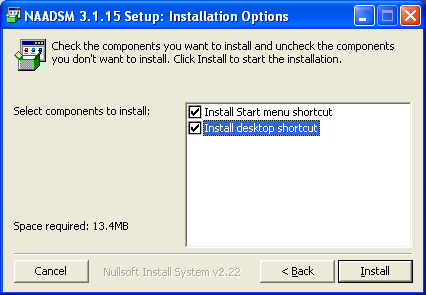 NAADSM 3.1.15 Setup: Installation Options
Check the components you want to install and uncheck the components
you don't want to install. Click Install to start the installation.
Select components to install:
Install Start menu shortcut
Install desktop shortcut
Space required: 13.4MB
Cancel
Nullsoft Install System v2.22
< Back
Install